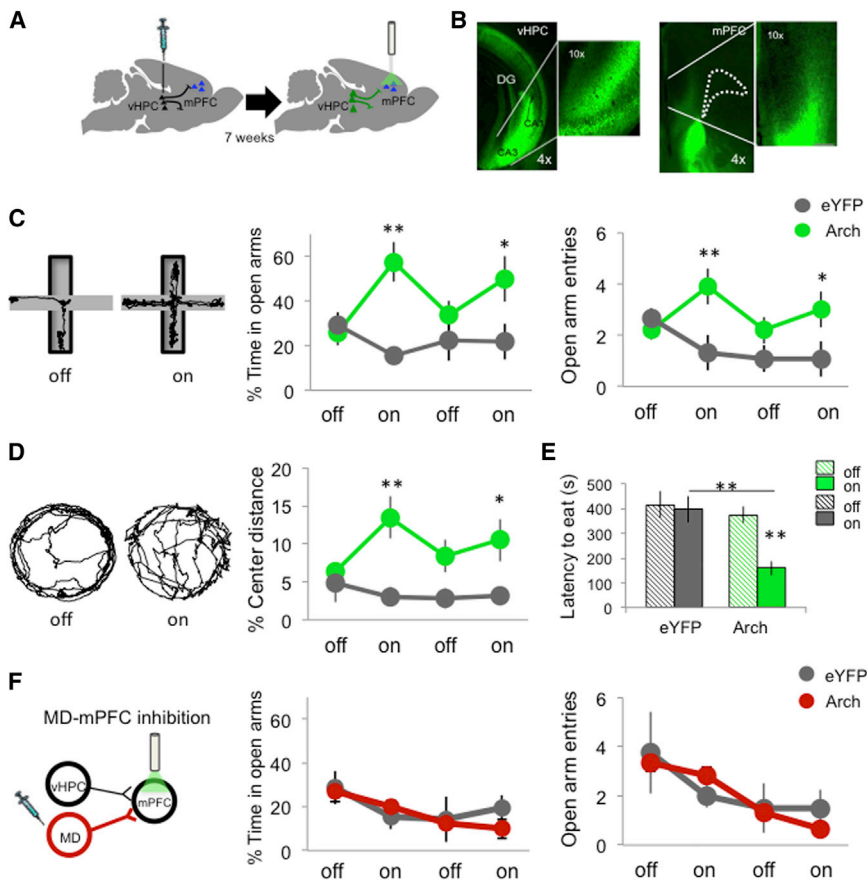 A
vHPC
mPFC
7 weeks
vHPC
mPFC
B
vHPC
10x
DG
CA1
CA3
4x
mPFC
10x
4x
C
off
on
% Time in open arms
60
40
20
0
off on off on
Open arm entries
6
4
2
0
off on off on
eYFP
Arch
**
*
**
*
D
off
on
% Center distance
20
15
10
5
0
off on off on
**
*
E
Latency to eat (s)
500
400
300
200
100
0
eYFP Arch
**
**
off
on
off
on
F
MD-mPFC inhibition
vHPC
mPFC
MD
% Time in open arms
60
40
20
0
off on off on
Open arm entries
6
4
2
0
off on off on
eYFP
Arch